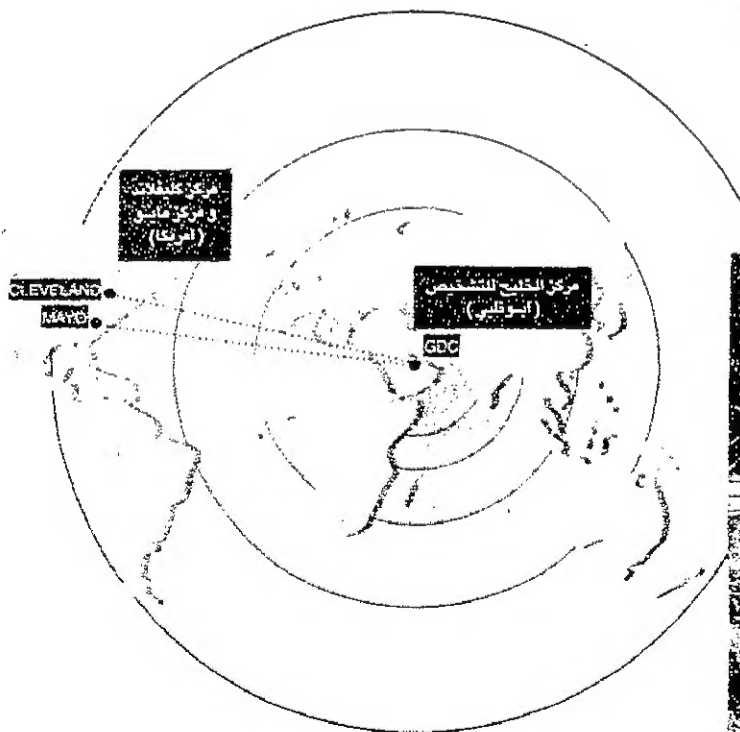 مركز كليفلاند
و مركز مايو
(امريكا)
CLEVELAND
MAYO
مركز الخليج للتشخيص
(ابوظبي)
GDC